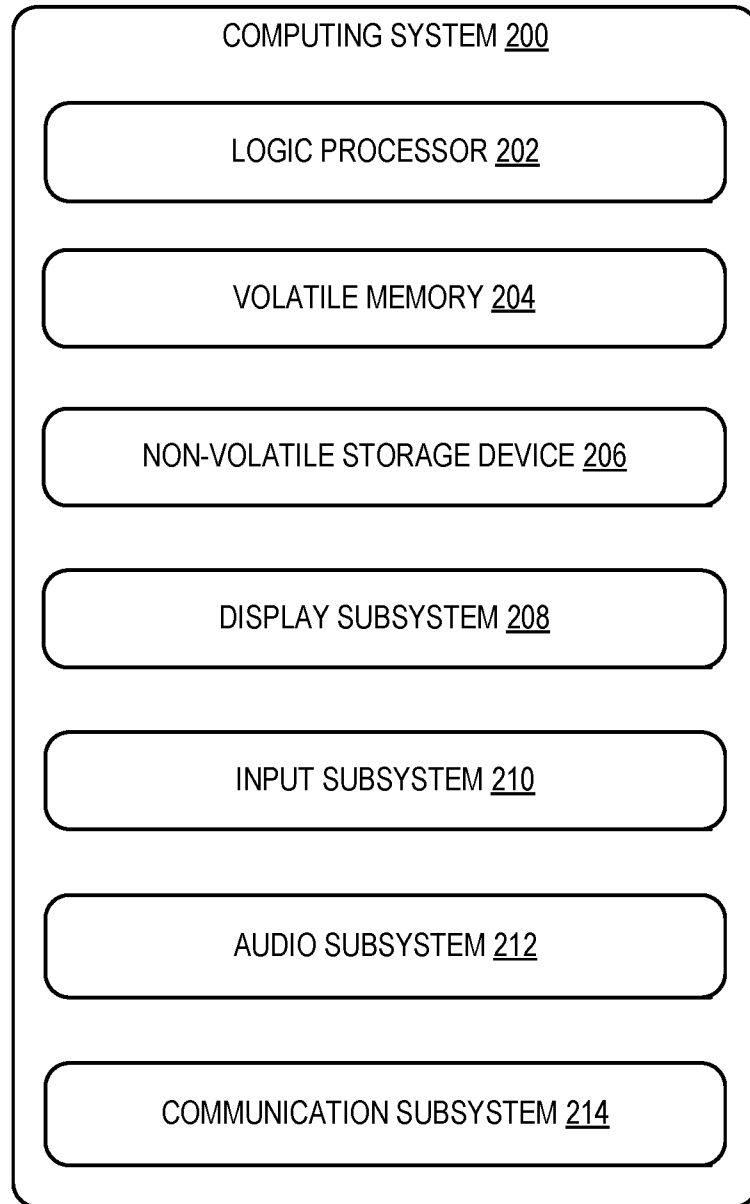 COMPUTING SYSTEM 200
LOGIC PROCESSOR 202
VOLATILE MEMORY 204
NON-VOLATILE STORAGE DEVICE 206
DISPLAY SUBSYSTEM 208
INPUT SUBSYSTEM 210
AUDIO SUBSYSTEM 212
COMMUNICATION SUBSYSTEM 214